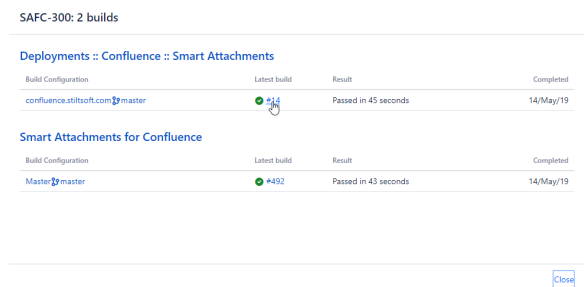 SAFC-300: 2 builds
Deployments :: Confluence :: Smart Attachments
Build Configuration Latest build Result Completed
confluence.stiltsoft.com master #14 Passed in 45 seconds 14/May/19
Smart Attachments for Confluence
Build Configuration Latest build Result Completed
Master master #492 Passed in 43 seconds 14/May/19
Close